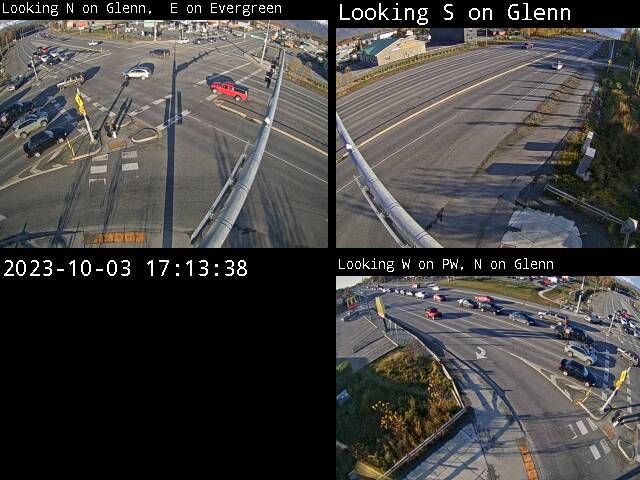 Looking N on Glenn, E on Evergreen
Looking S on Glenn
2023-10-03 17:13:38
Looking W on PW, N on Glenn